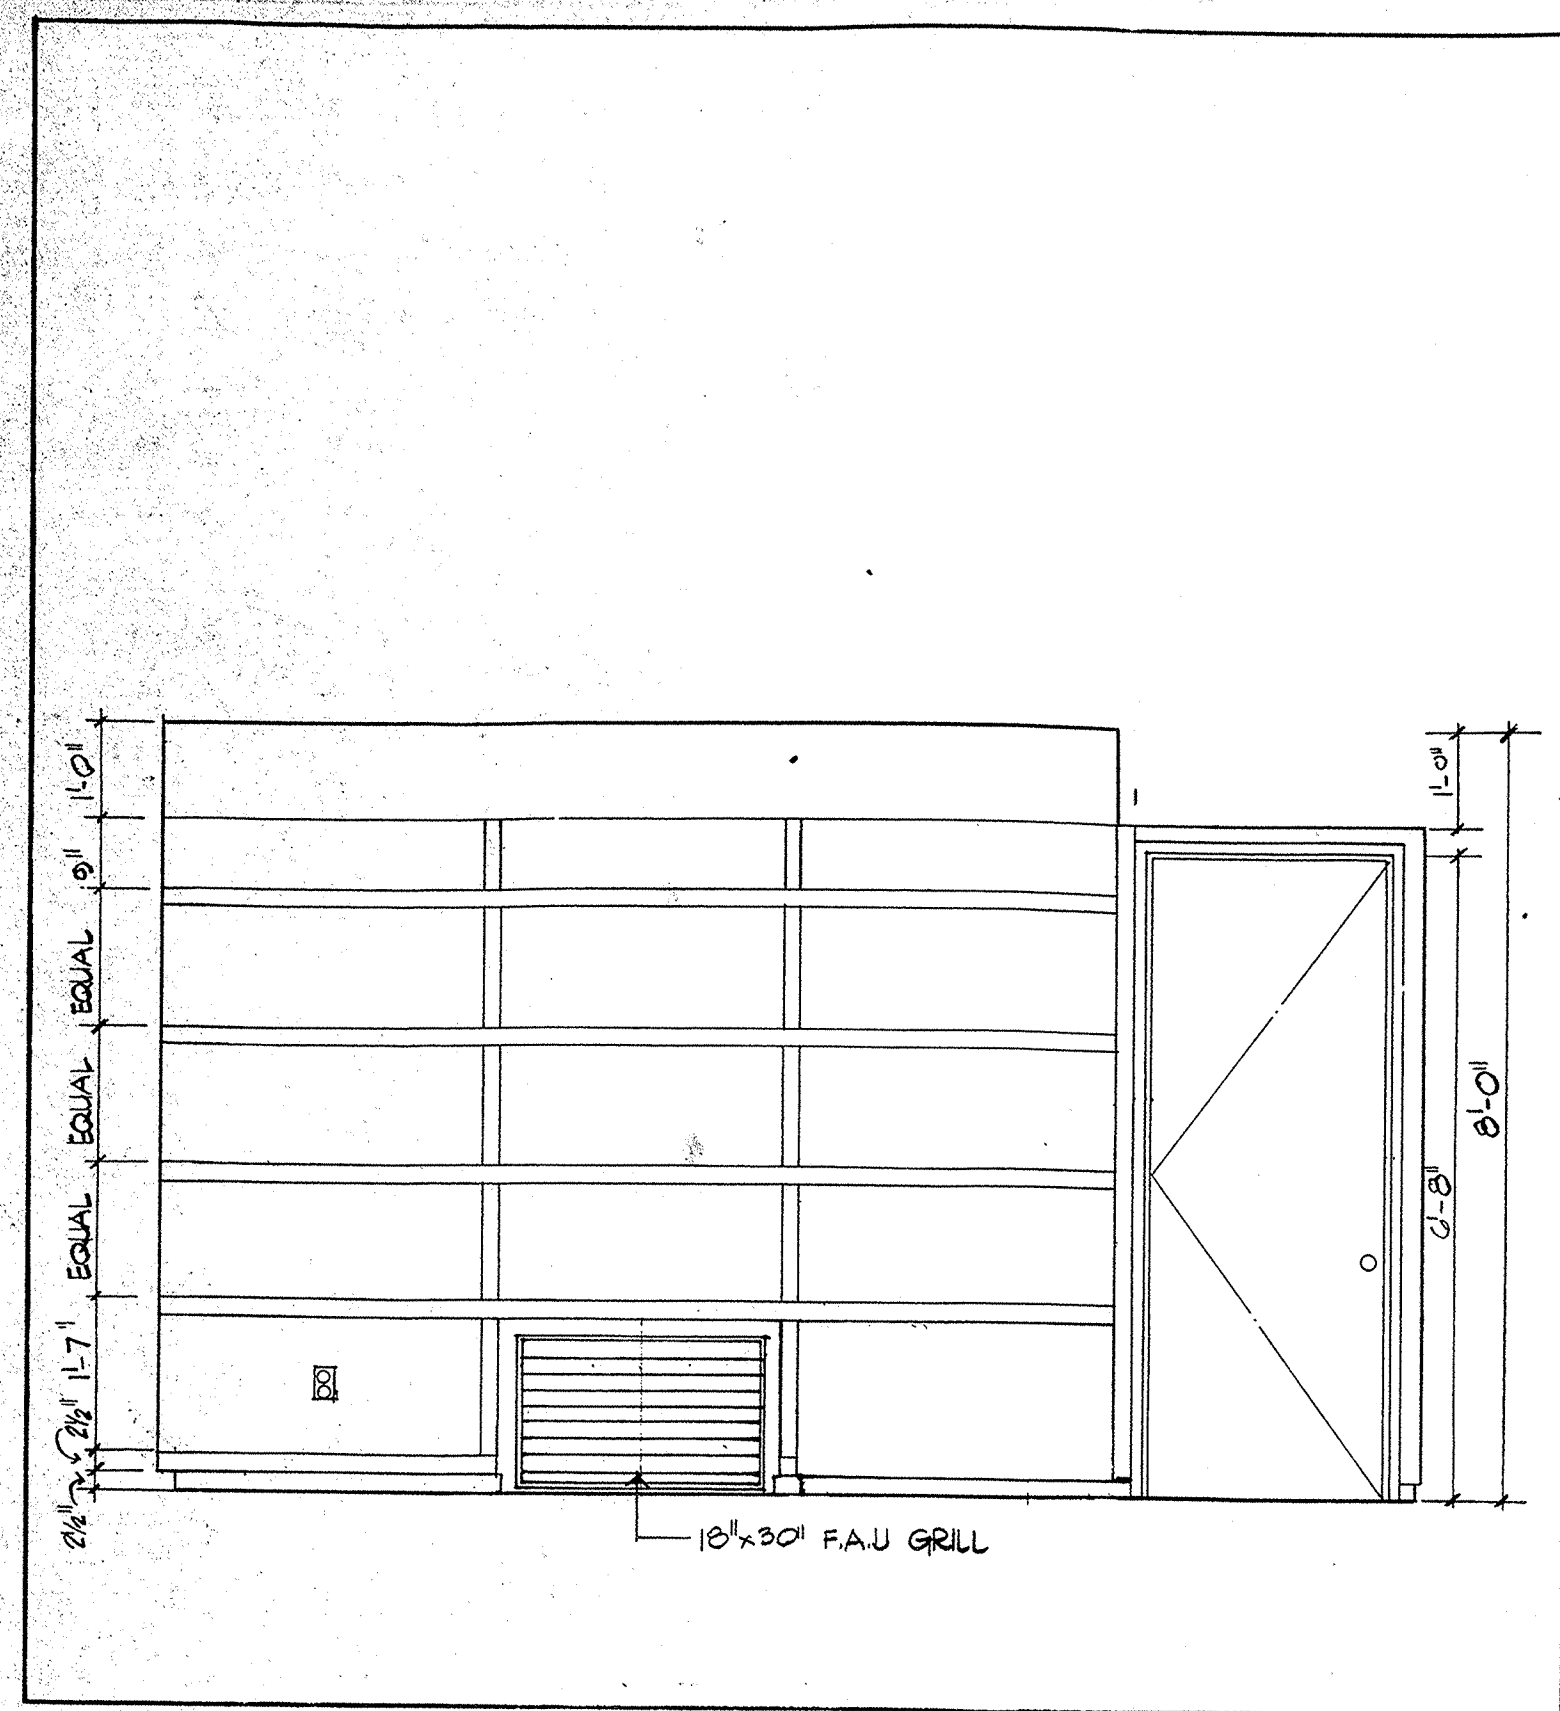 1'-0"
9"
EQUAL
EQUAL
EQUAL
1'-7"
2½"
2½"
1'-0"
8'-0"
6'-8"
18"x30" F.A.U GRILL